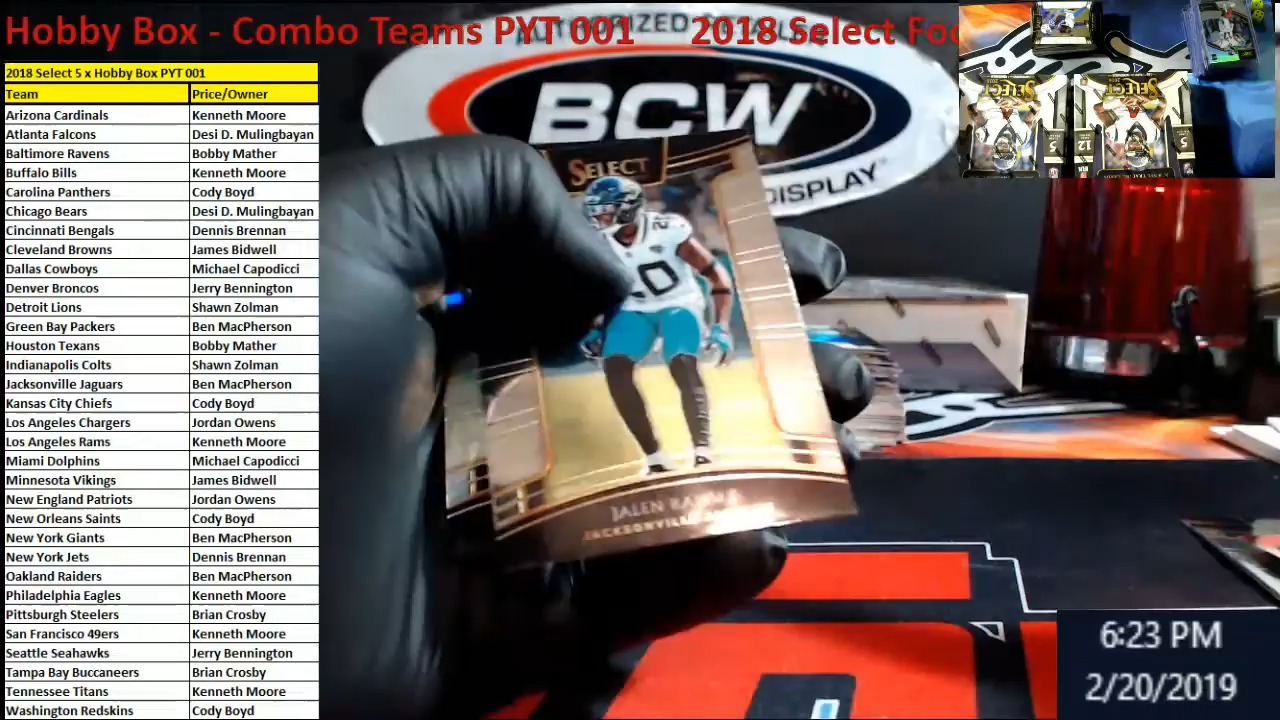 Hobby Box - Combo Teams PYT 001 2018 Select Foo
2018 Select 5 x Hobby Box PYT 001
Team Price/Owner
Arizona Cardinals Kenneth Moore
Atlanta Falcons Desi D. Mulingbayan
Baltimore Ravens Bobby Mather
Buffalo Bills Kenneth Moore
Carolina Panthers Cody Boyd
Chicago Bears Desi D. Mulingbayan
Cincinnati Bengals Dennis Brennan
Cleveland Browns James Bidwell
Dallas Cowboys Michael Capodicci
Denver Broncos Jerry Bennington
Detroit Lions Shawn Zolman
Green Bay Packers Ben MacPherson
Houston Texans Bobby Mather
Indianapolis Colts Shawn Zolman
Jacksonville Jaguars Ben MacPherson
Kansas City Chiefs Cody Boyd
Los Angeles Chargers Jordan Owens
Los Angeles Rams Kenneth Moore
Miami Dolphins Michael Capodicci
Minnesota Vikings James Bidwell
New England Patriots Jordan Owens
New Orleans Saints Cody Boyd
New York Giants Ben MacPherson
New York Jets Dennis Brennan
Oakland Raiders Ben MacPherson
Philadelphia Eagles Kenneth Moore
Pittsburgh Steelers Brian Crosby
San Francisco 49ers Kenneth Moore
Seattle Seahawks Jerry Bennington
Tampa Bay Buccaneers Brian Crosby
Tennessee Titans Kenneth Moore
Washington Redskins Cody Boyd
BCW
DISPLAY
SELECT
20
JALEN
SELECT
SELECT
5
12
5
6:23 PM
2/20/2019